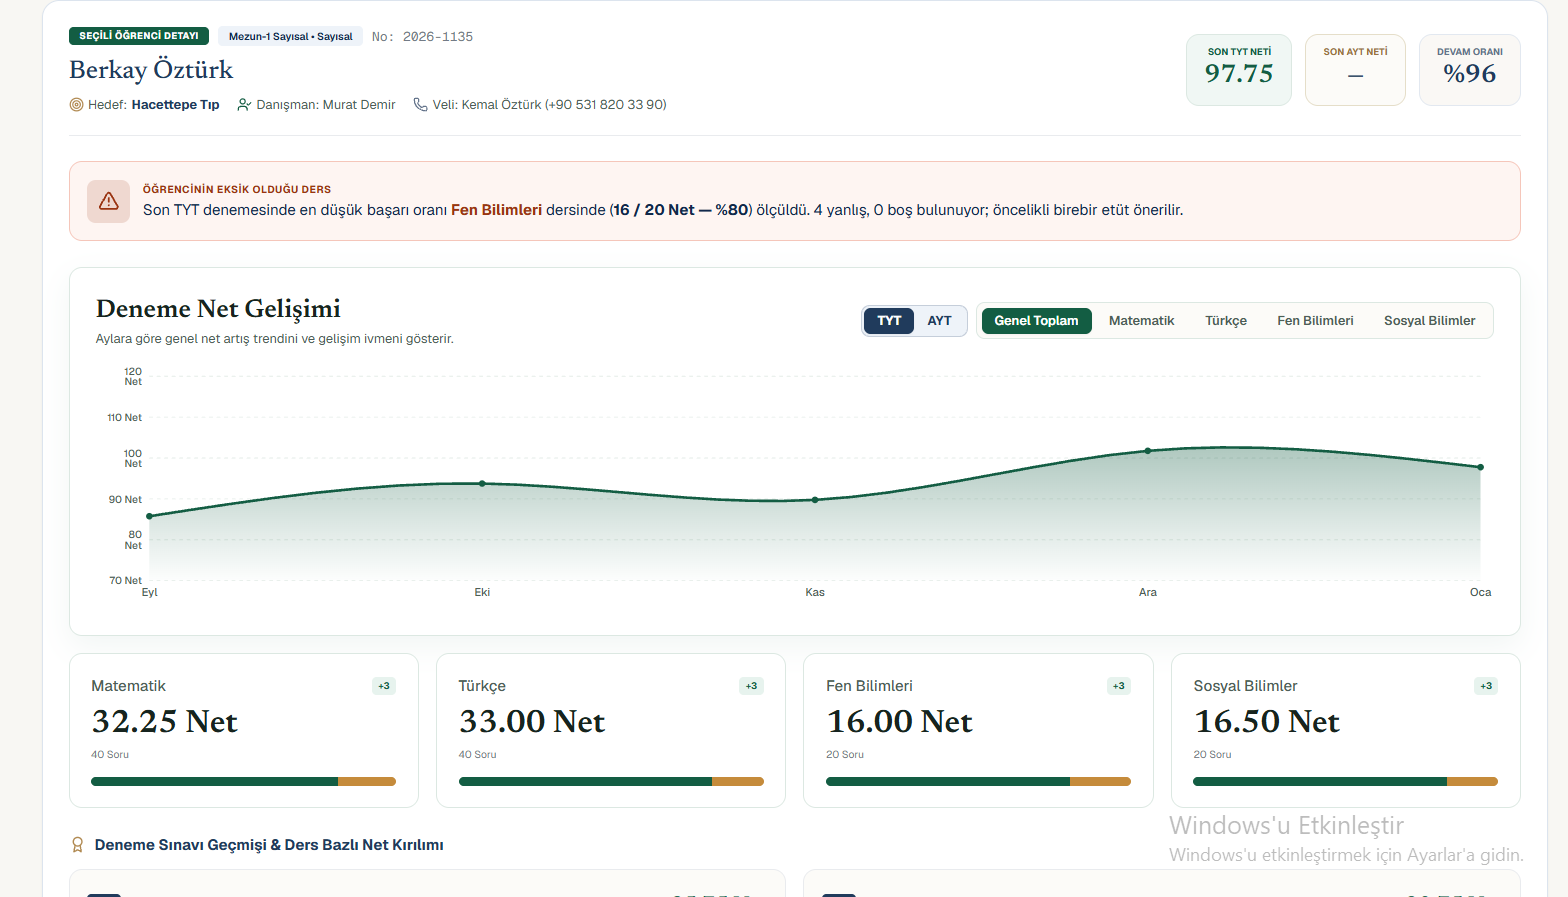 SEÇİLİ ÖĞRENCİ DETAYI Mezun-1 Sayısal • Sayısal No: 2026-1135
Berkay Öztürk
Hedef: Hacettepe Tıp Danışman: Murat Demir Veli: Kemal Öztürk (+90 531 820 33 90)
SON TYT NETİ
97.75
SON AYT NETİ
—
DEVAM ORANI
%96
ÖĞRENCİNİN EKSİK OLDUĞU DERS
Son TYT denemesinde en düşük başarı oranı Fen Bilimleri dersinde (16 / 20 Net — %80) ölçüldü. 4 yanlış, 0 boş bulunuyor; öncelikli birebir etüt önerilir.
Deneme Net Gelişimi
Aylara göre genel net artış trendini ve gelişim ivmeni gösterir.
TYT AYT Genel Toplam Matematik Türkçe Fen Bilimleri Sosyal Bilimler
120
Net
110 Net
100
Net
90 Net
80
Net
70 Net
Eyl Eki Kas Ara Oca
Matematik +3
32.25 Net
40 Soru
Türkçe +3
33.00 Net
40 Soru
Fen Bilimleri +3
16.00 Net
20 Soru
Sosyal Bilimler +3
16.50 Net
20 Soru
Windows'u Etkinleştir
Windows'u etkinleştirmek için Ayarlar'a gidin.
Deneme Sınavı Geçmişi & Ders Bazlı Net Kırılımı